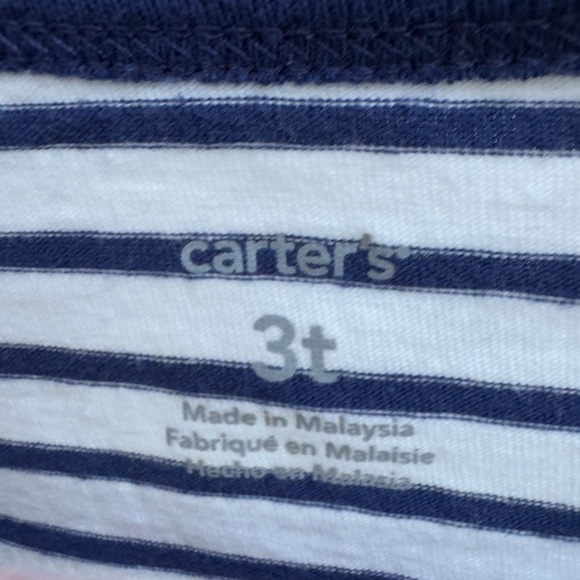 carter's
3t
Made in Malaysia
Fabriqué en Malaisie
Hecho en Malasia